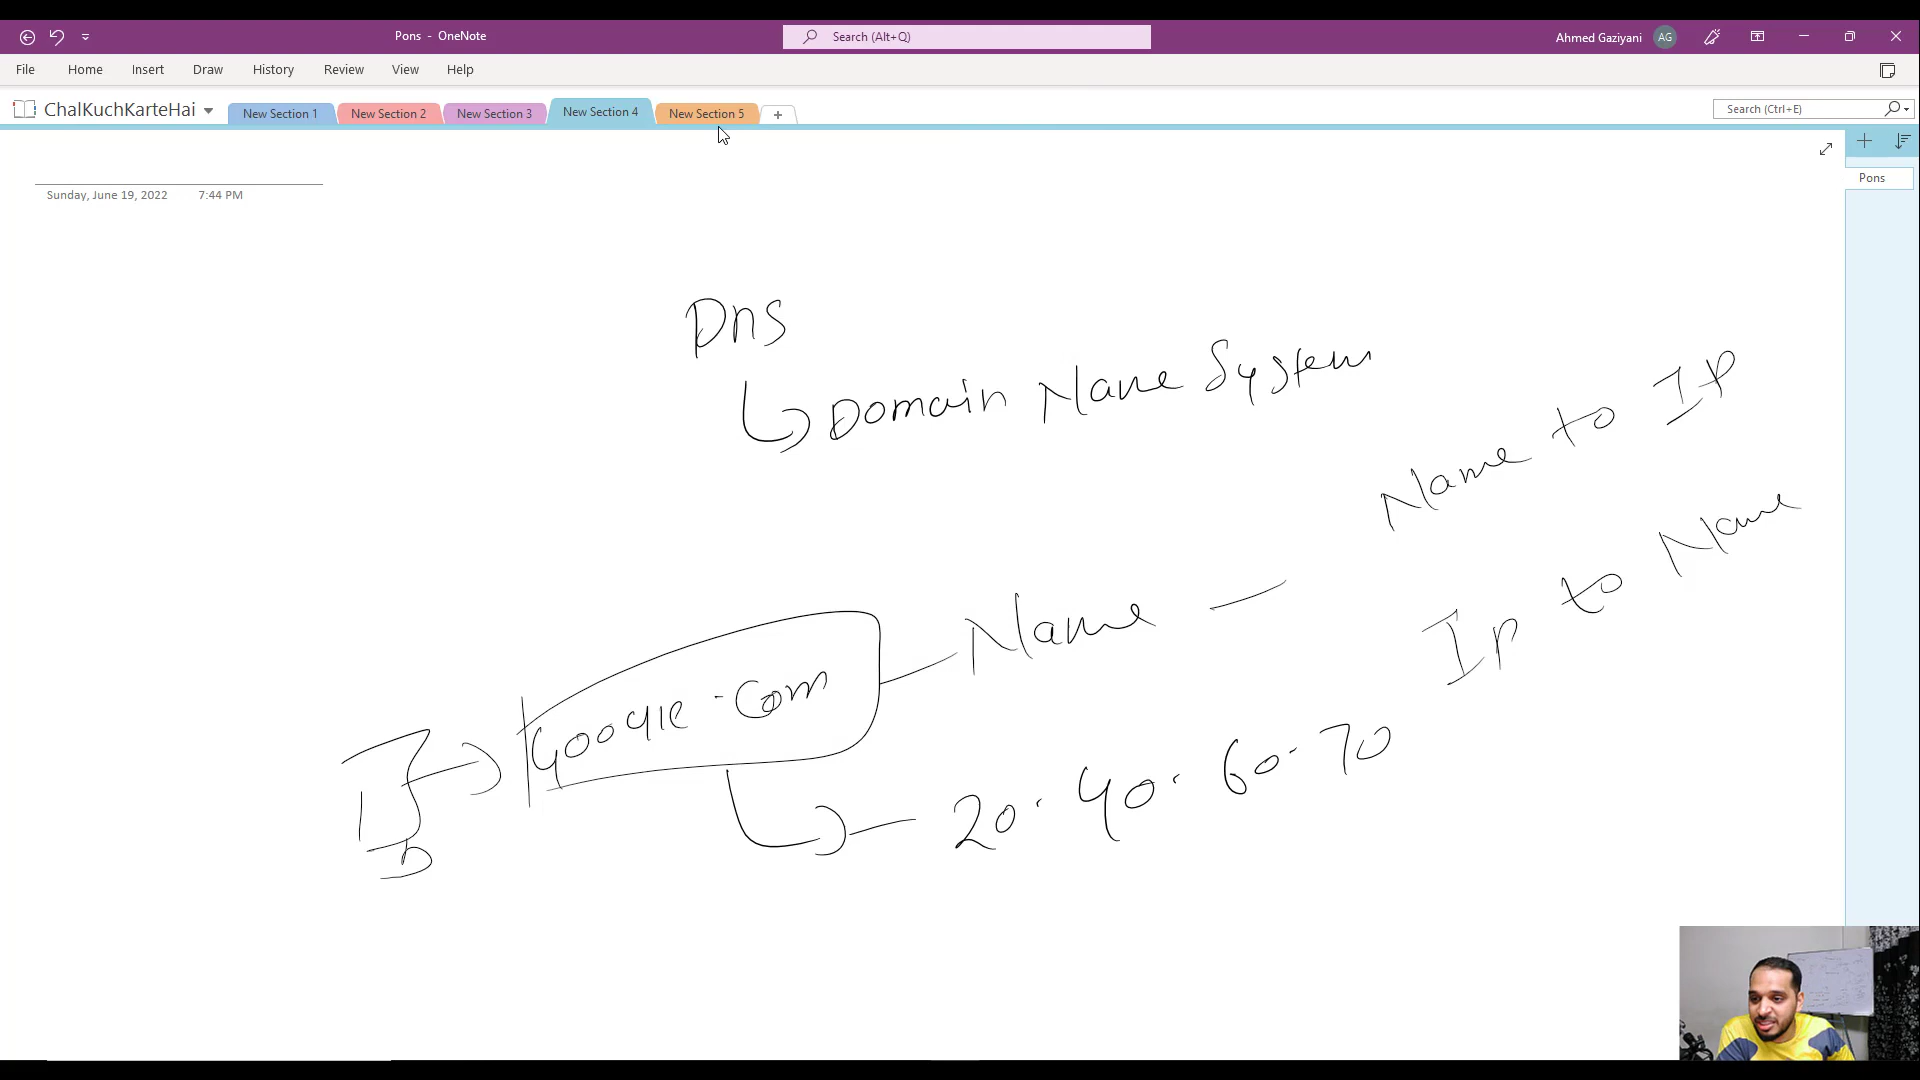 Pons - OneNote
Search (Alt+Q)
Ahmed Gaziyani
AG
File Home Insert Draw History Review View Help
ChalKuchKarteHai
New Section 1
New Section 2
New Section 3
New Section 4
New Section 5
Search (Ctrl+E)
Pons
Sunday, June 19, 2022 7:44 PM
Dns
Domain Name System
Name to IP
Ip to Name
Google.com
Name
20.40.60.70